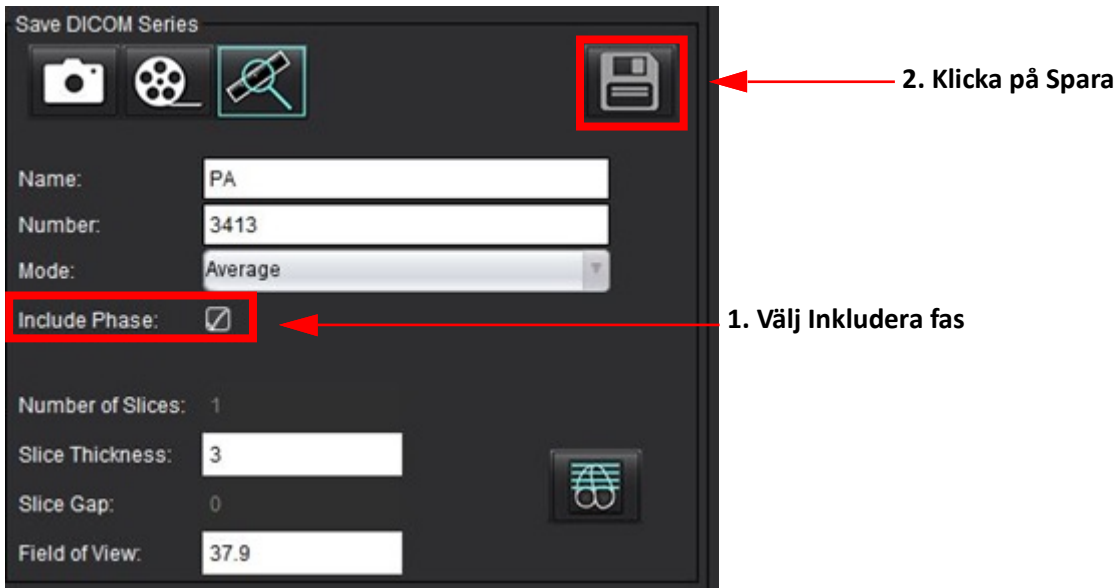 Save DICOM Series
2. Klicka på Spara
Name: PA
Number: 3413
Mode: Average
Include Phase:
1. Välj Inkludera fas
Number of Slices: 1
Slice Thickness: 3
Slice Gap: 0
Field of View: 37.9